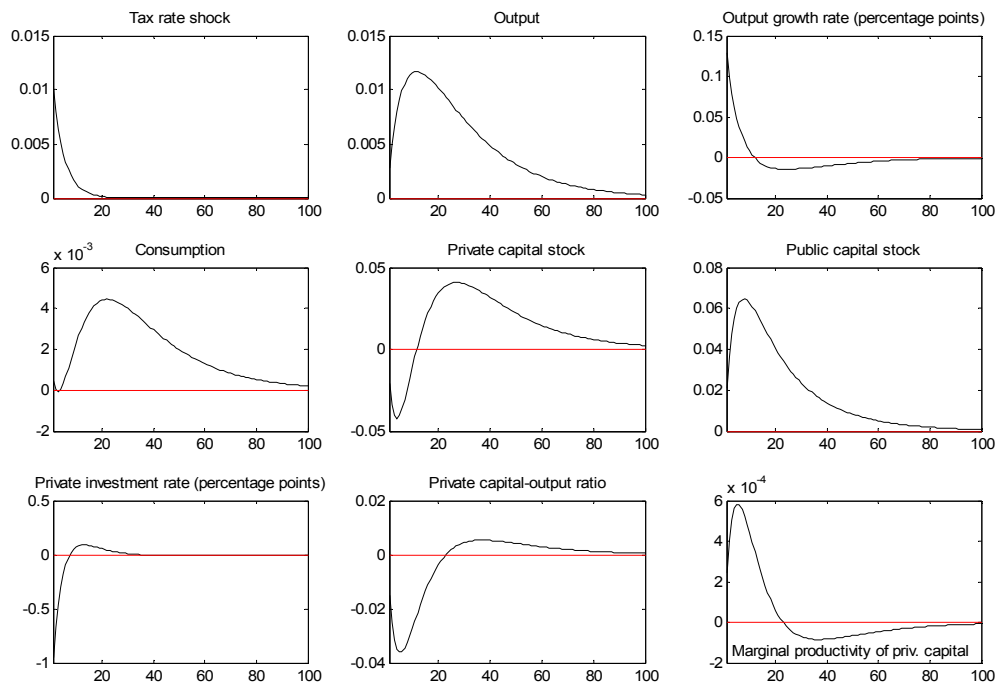 Tax rate shock
0.015
0.01
0.005
0
20 40 60 80 100
Output
0.015
0.01
0.005
0
20 40 60 80 100
Output growth rate (percentage points)
0.15
0.1
0.05
0
-0.05
20 40 60 80 100
Consumption
x 10-3
6
4
2
0
-2
20 40 60 80 100
Private capital stock
0.05
0
-0.05
20 40 60 80 100
Public capital stock
0.08
0.06
0.04
0.02
0
20 40 60 80 100
Private investment rate (percentage points)
0.5
0
-0.5
-1
20 40 60 80 100
Private capital-output ratio
0.02
0
-0.02
-0.04
20 40 60 80 100
x 10-4
6
4
2
0
-2
Marginal productivity of priv. capital
20 40 60 80 100